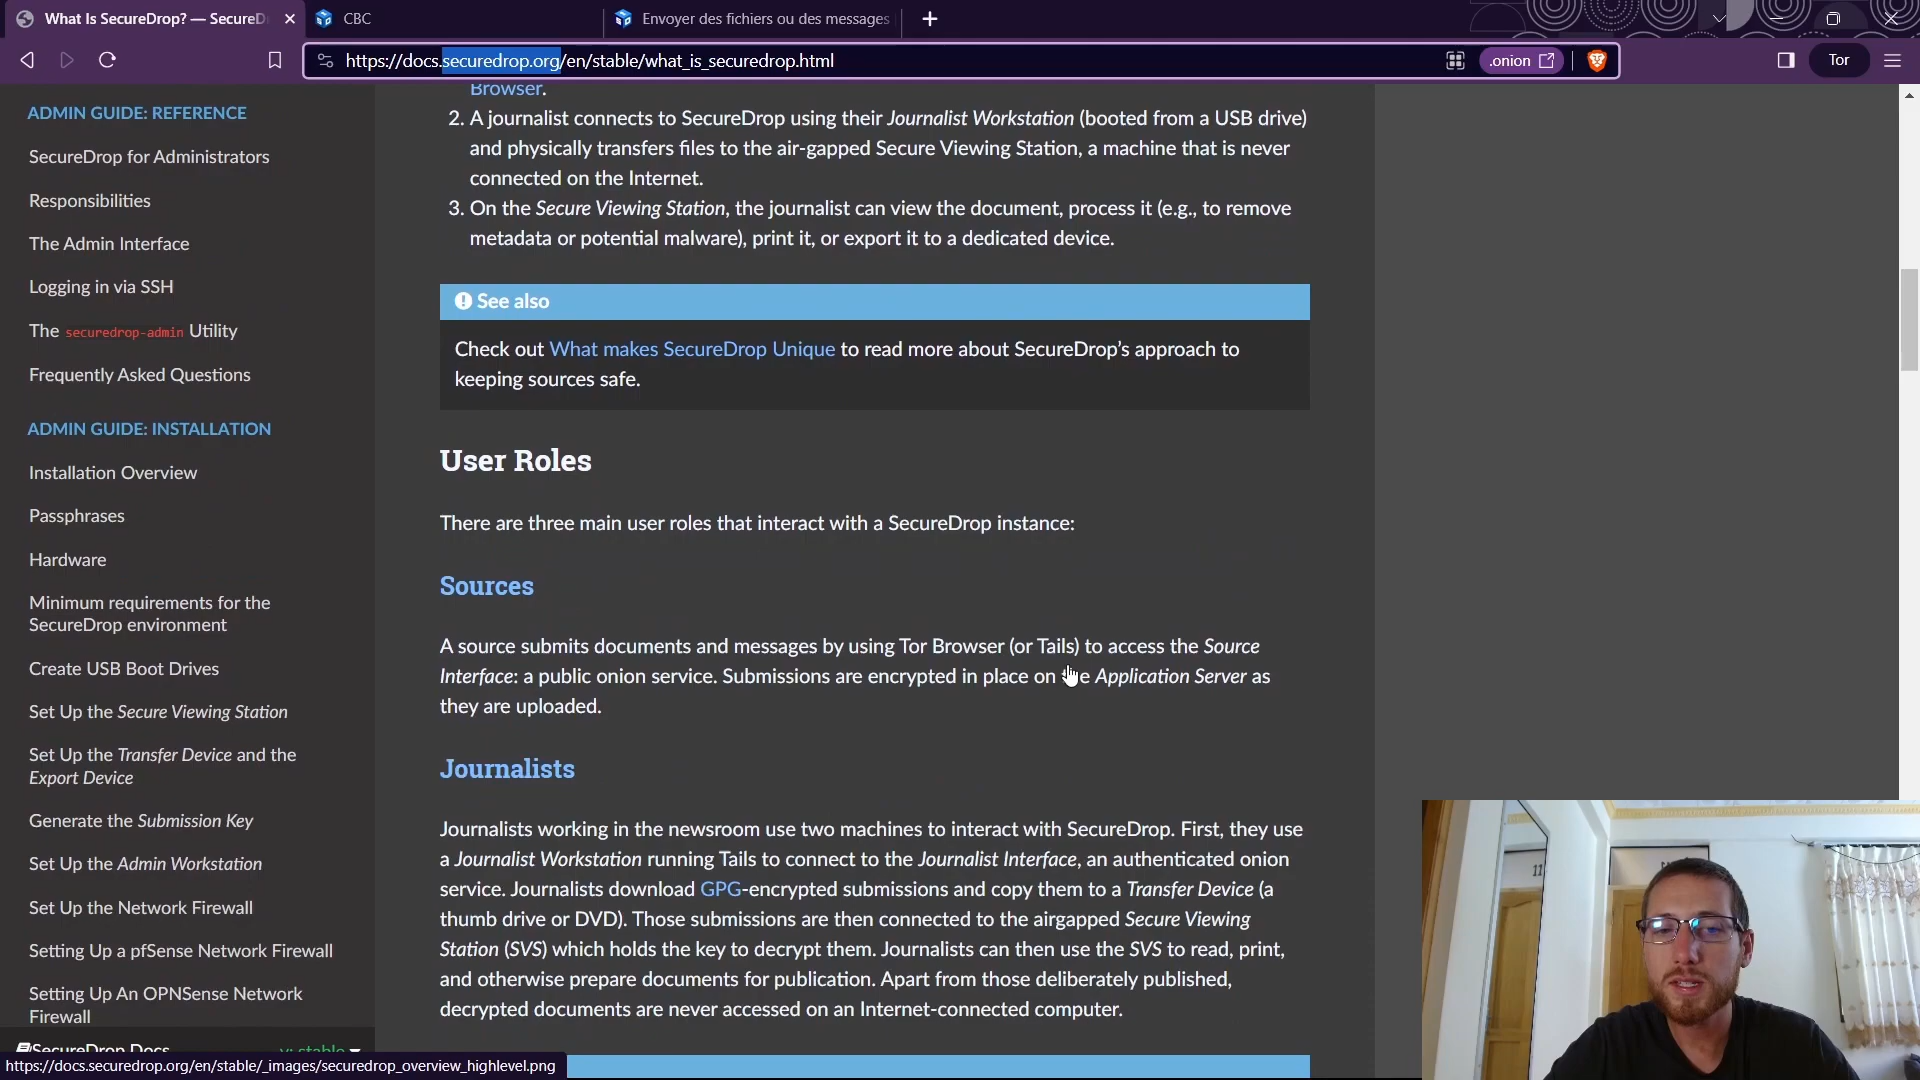 What Is SecureDrop? — SecureD
CBC
Envoyer des fichiers ou des messages
https://docs.securedrop.org/en/stable/what_is_securedrop.html
.onion
Tor
ADMIN GUIDE: REFERENCE
SecureDrop for Administrators
Responsibilities
The Admin Interface
Logging in via SSH
The securedrop-admin Utility
Frequently Asked Questions
ADMIN GUIDE: INSTALLATION
Installation Overview
Passphrases
Hardware
Minimum requirements for the
SecureDrop environment
Create USB Boot Drives
Set Up the Secure Viewing Station
Set Up the Transfer Device and the
Export Device
Generate the Submission Key
Set Up the Admin Workstation
Set Up the Network Firewall
Setting Up a pfSense Network Firewall
Setting Up An OPNSense Network
Firewall
SecureDrop Docs
v: stable
https://docs.securedrop.org/en/stable/_images/securedrop_overview_highlevel.png
Browser.
2. A journalist connects to SecureDrop using their Journalist Workstation (booted from a USB drive)
and physically transfers files to the air-gapped Secure Viewing Station, a machine that is never
connected on the Internet.
3. On the Secure Viewing Station, the journalist can view the document, process it (e.g., to remove
metadata or potential malware), print it, or export it to a dedicated device.
See also
Check out What makes SecureDrop Unique to read more about SecureDrop’s approach to
keeping sources safe.
User Roles
There are three main user roles that interact with a SecureDrop instance:
Sources
A source submits documents and messages by using Tor Browser (or Tails) to access the Source
Interface: a public onion service. Submissions are encrypted in place on the Application Server as
they are uploaded.
Journalists
Journalists working in the newsroom use two machines to interact with SecureDrop. First, they use
a Journalist Workstation running Tails to connect to the Journalist Interface, an authenticated onion
service. Journalists download GPG-encrypted submissions and copy them to a Transfer Device (a
thumb drive or DVD). Those submissions are then connected to the airgapped Secure Viewing
Station (SVS) which holds the key to decrypt them. Journalists can then use the SVS to read, print,
and otherwise prepare documents for publication. Apart from those deliberately published,
decrypted documents are never accessed on an Internet-connected computer.